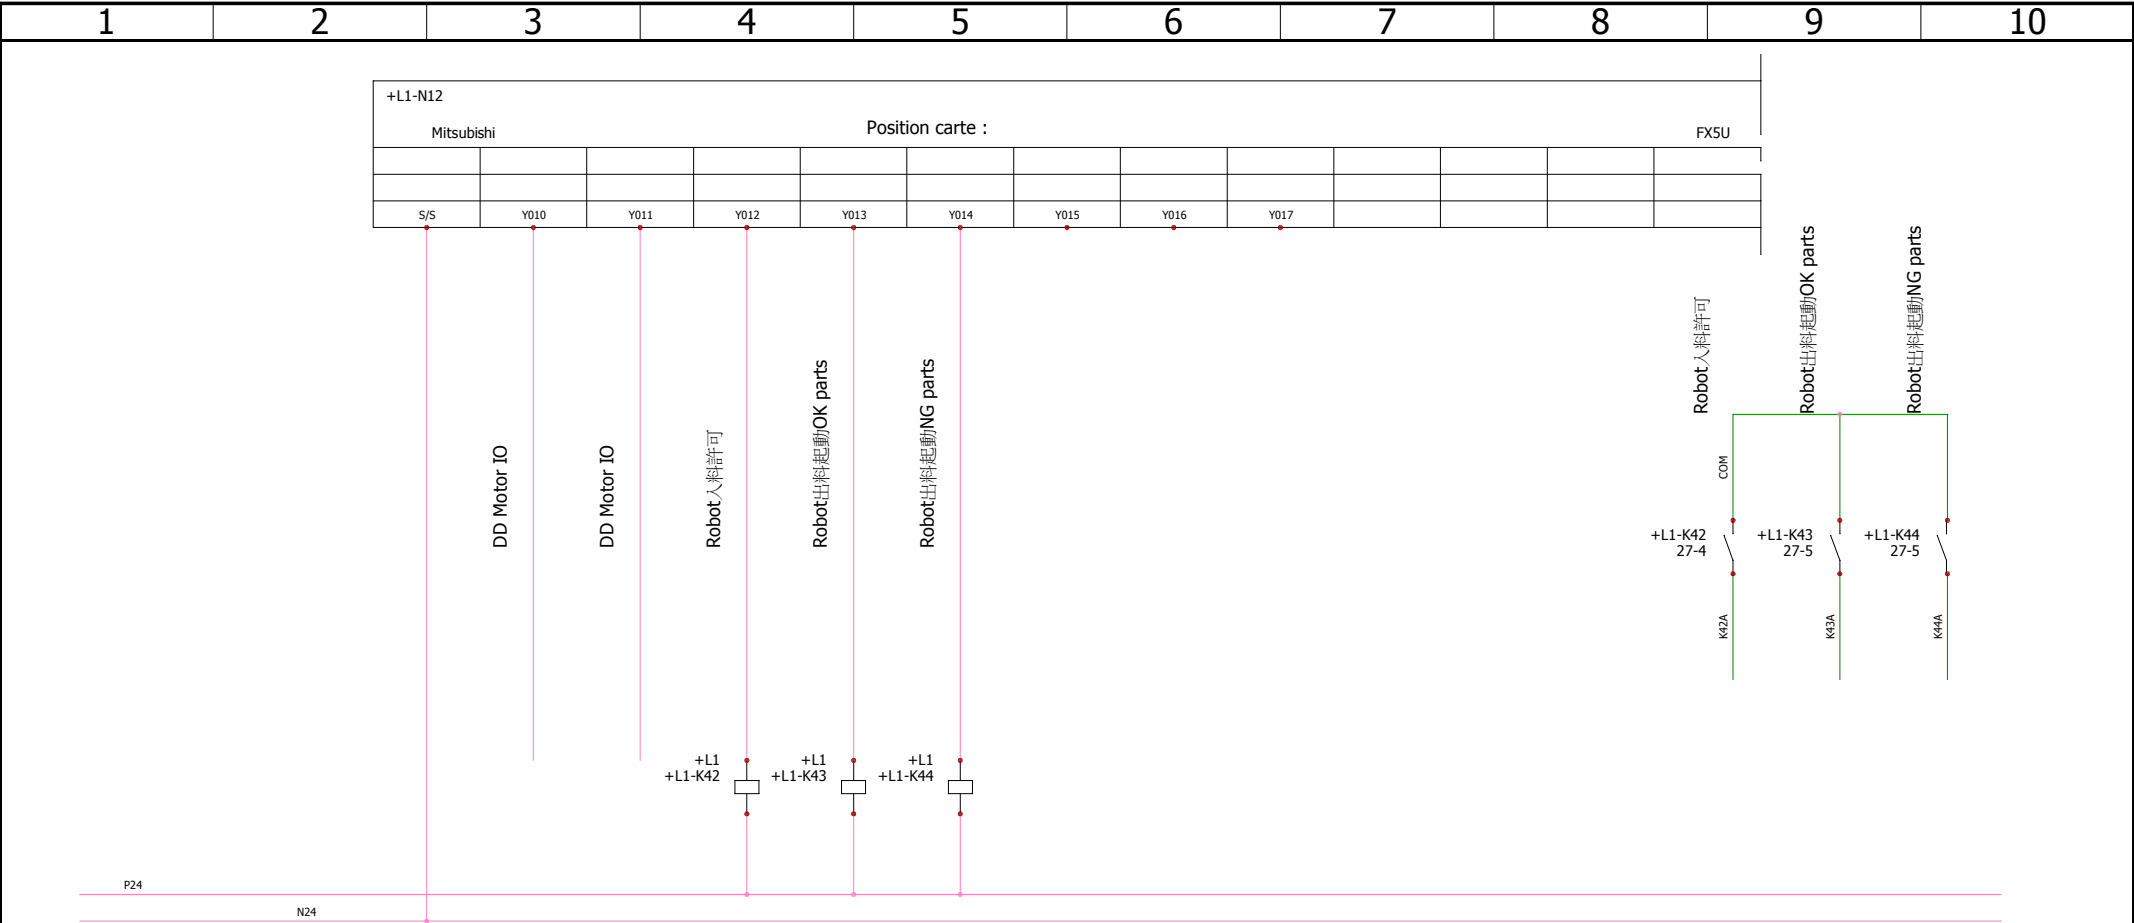 1 2 3 4 5 6 7 8 9 10
+L1-N12
Mitsubishi
Position carte :
FX5U
S/S Y010 Y011 Y012 Y013 Y014 Y015 Y016 Y017
DD Motor IO
DD Motor IO
Robot入料許可
Robot出料起動OK parts
Robot出料起動NG parts
Robot入料許可
Robot出料起動OK parts
Robot出料起動NG parts
COM
+L1-K42
27-4
+L1-K43
27-5
+L1-K44
27-5
K42A
K43A
K44A
+L1
+L1-K42
+L1
+L1-K43
+L1
+L1-K44
P24
N24